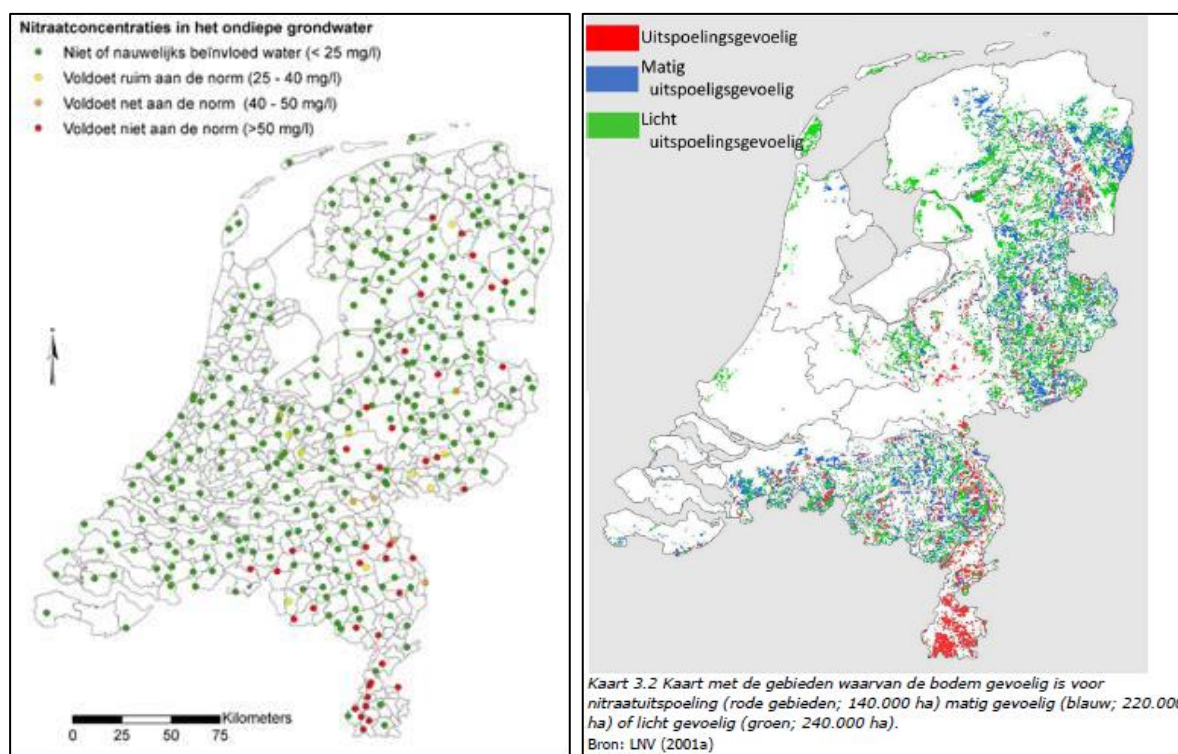 Nitraatconcentraties in het ondiepe grondwater
Niet of nauwelijks beïnvloed water (< 25 mg/l)
Voldoet ruim aan de norm (25 - 40 mg/l)
Voldoet net aan de norm (40 - 50 mg/l)
Voldoet niet aan de norm (>50 mg/l)
Kilometers
0 25 50 75
Uitspoelingsgevoelig
Matig
uitspoeligsgevoelig
Licht
uitspoelingsgevoelig
Kaart 3.2 Kaart met de gebieden waarvan de bodem gevoelig is voor
nitraatuitspoeling (rode gebieden; 140.000 ha) matig gevoelig (blauw; 220.000
ha) of licht gevoelig (groen; 240.000 ha).
Bron: LNV (2001a)